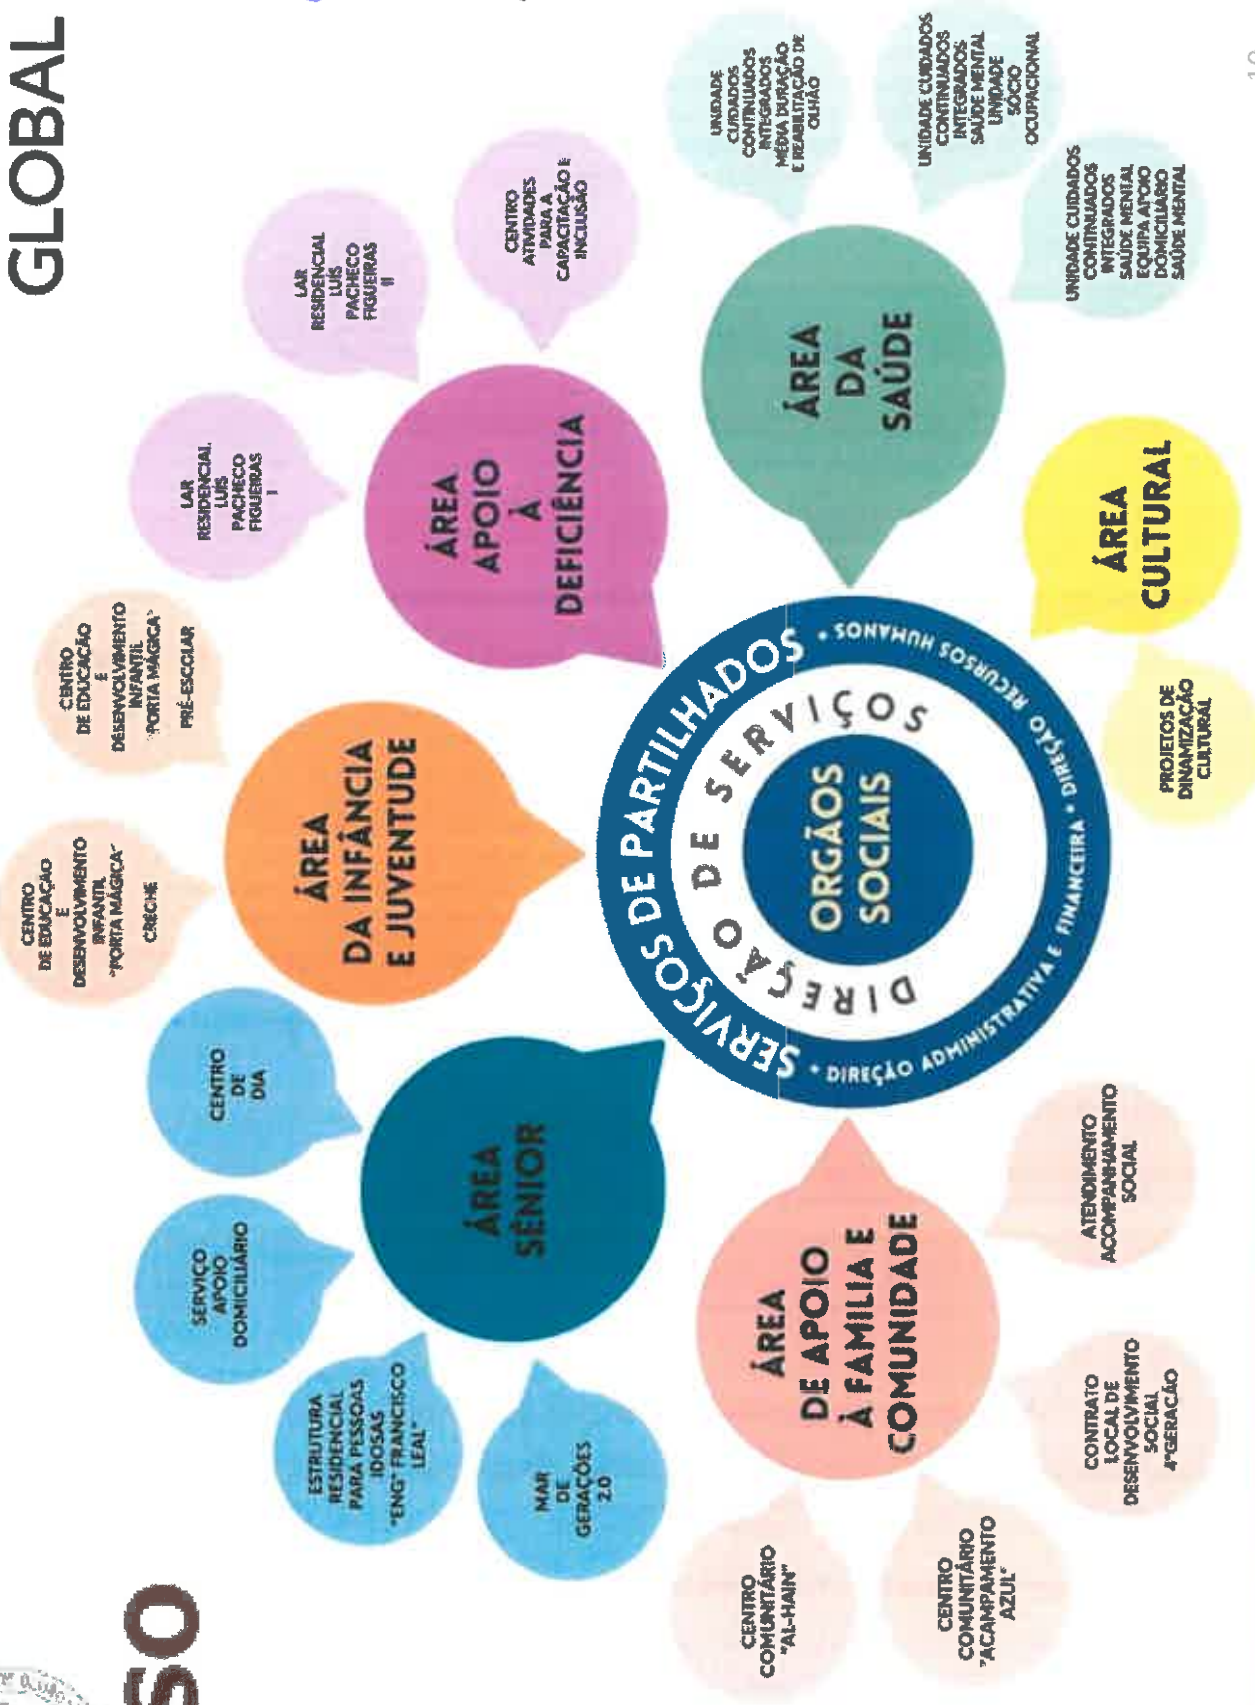 GLOBAL
SO
CENTRO
COMUNITÁRIO
"AL-HAIN"
CENTRO
COMUNITÁRIO
"ACAMPAMENTO
AZUL"
CONTRATO
LOCAL DE
DESENVOLVIMENTO
SOCIAL
4ªGERAÇÃO
ATENDIMENTO
ACOMPANHAMENTO
SOCIAL
ÁREA
DE APOIO
À FAMILIA E
COMUNIDADE
MAR
DE
GERAÇÕES
2.0
ESTRUTURA
RESIDENCIAL
PARA PESSOAS
IDOSAS
"ENGº FRANCISCO
LEAL"
SERVIÇO
APOIO
DOMICILIÁRIO
CENTRO
DE
DIA
ÁREA
SÉNIOR
CENTRO
DE EDUCAÇÃO
E
DESENVOLVIMENTO
INFANTIL
"PORTA MÁGICA"
CRECHE
CENTRO
DE EDUCAÇÃO
E
DESENVOLVIMENTO
INFANTIL
"PORTA MÁGICA"
PRÉ-ESCOLAR
ÁREA
DA INFÂNCIA
E JUVENTUDE
LAR
RESIDENCIAL
LUÍS
PACHECO
FIGUEIRAS
I
LAR
RESIDENCIAL
LUÍS
PACHECO
FIGUEIRAS
II
CENTRO
ATIVIDADES
PARA A
CAPACITAÇÃO E
INCLUSÃO
ÁREA
APOIO
À
DEFICIÊNCIA
UNIDADE
CUIDADOS
CONTINUADOS
INTEGRADOS
MÉDIA DURAÇÃO
E REABILITAÇÃO DE
OLHÃO
UNIDADE CUIDADOS
CONTINUADOS
INTEGRADOS
SAÚDE MENTAL
UNIDADE
SÓCIO
OCUPACIONAL
UNIDADE CUIDADOS
CONTINUADOS
INTEGRADOS
SAÚDE MENTAL
EQUIPA APOIO
DOMICILIÁRIO
SAÚDE MENTAL
ÁREA
DA
SAÚDE
ÁREA
CULTURAL
PROJETOS DE
DINAMIZAÇÃO
CULTURAL
SERVIÇOS DE PARTILHADOS
• DIREÇÃO ADMINISTRATIVA E FINANCEIRA • DIREÇÃO RECURSOS HUMANOS •
DIREÇÃO DE SERVIÇOS
ORGÃOS
SOCIAIS